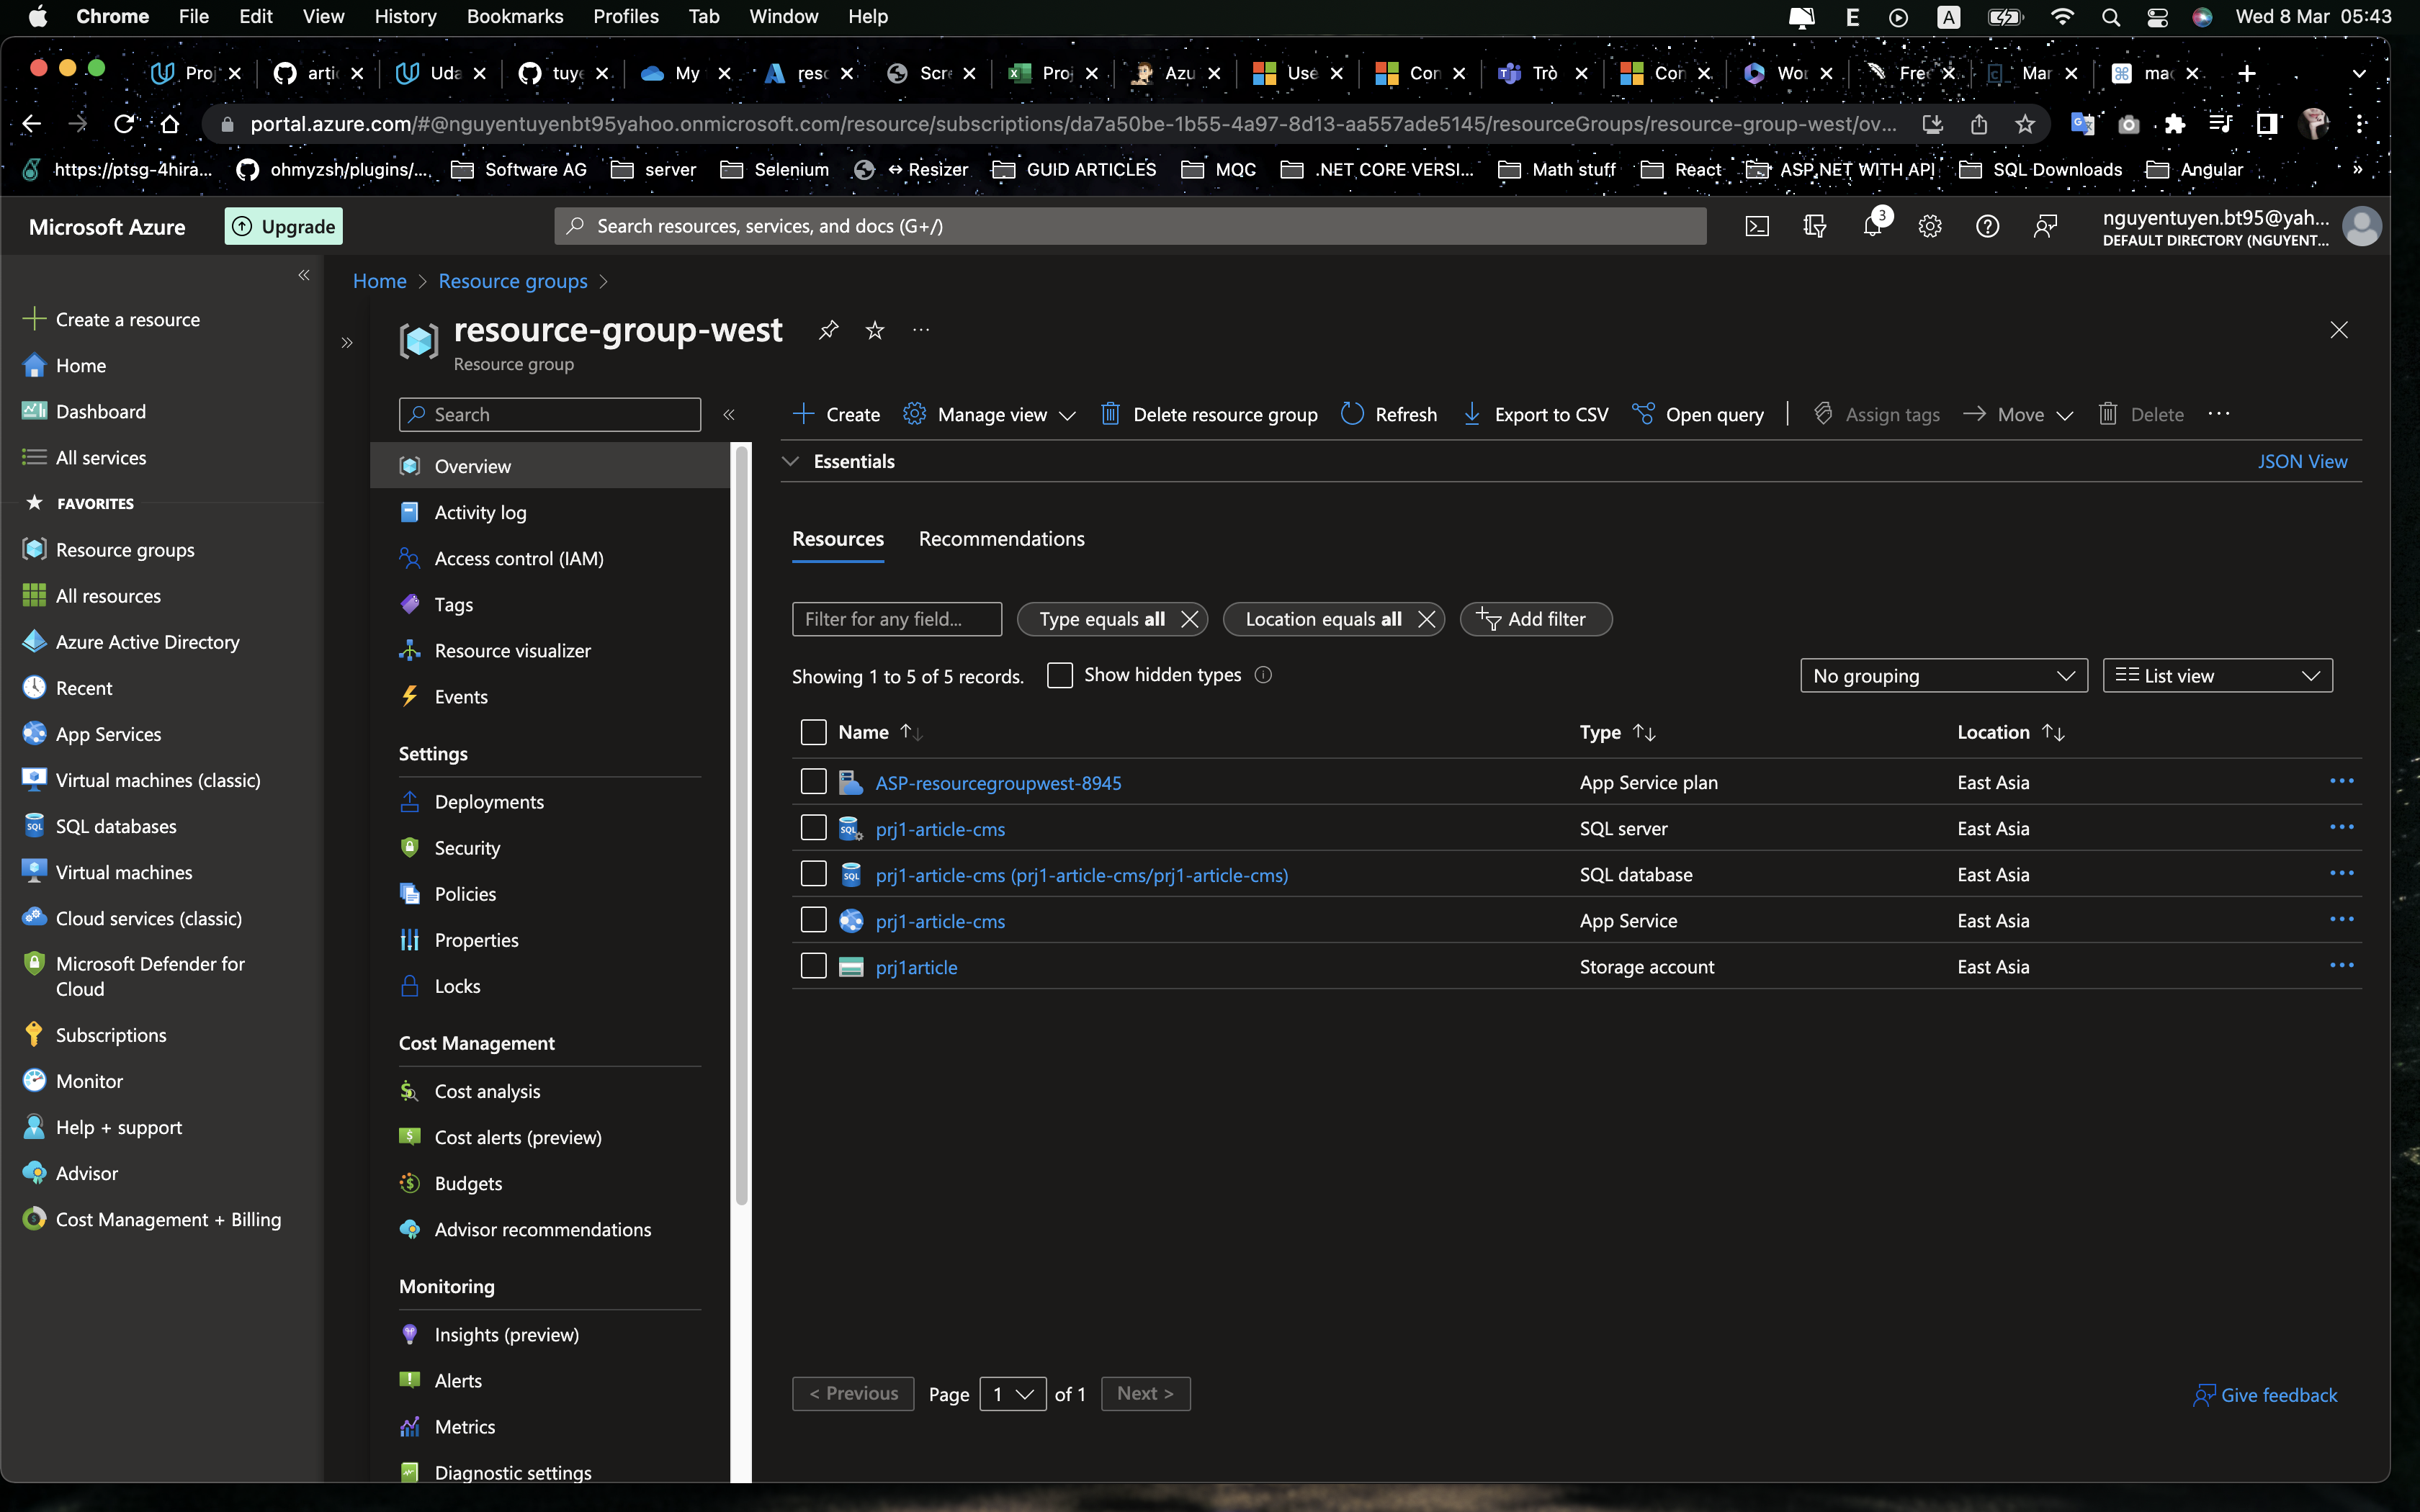 Chrome File Edit View History Bookmarks Profiles Tab Window Help E A Wed 8 Mar 05:43
Proj arti Uda tuye My reso Scre Proj Azu Use Con Trò Con Wor Free Mar mac
portal.azure.com/#@nguyentuyenbt95yahoo.onmicrosoft.com/resource/subscriptions/da7a50be-1b55-4a97-8d13-aa557ade5145/resourceGroups/resource-group-west/ov...
https://ptsg-4hira... ohmyzsh/plugins/... Software AG server Selenium ↔ Resizer GUID ARTICLES MQC .NET CORE VERSI... Math stuff React ASP.NET WITH API SQL Downloads Angular »
Microsoft Azure Upgrade Search resources, services, and docs (G+/) 3 nguyentuyen.bt95@yah...
DEFAULT DIRECTORY (NGUYENT...
Home > Resource groups >
resource-group-west
Resource group
Create a resource
Home
Dashboard
All services
FAVORITES
Resource groups
All resources
Azure Active Directory
Recent
App Services
Virtual machines (classic)
SQL databases
Virtual machines
Cloud services (classic)
Microsoft Defender for
Cloud
Subscriptions
Monitor
Help + support
Advisor
Cost Management + Billing
Search
Overview
Activity log
Access control (IAM)
Tags
Resource visualizer
Events
Settings
Deployments
Security
Policies
Properties
Locks
Cost Management
Cost analysis
Cost alerts (preview)
Budgets
Advisor recommendations
Monitoring
Insights (preview)
Alerts
Metrics
Diagnostic settings
Create Manage view Delete resource group Refresh Export to CSV Open query Assign tags Move Delete
Essentials JSON View
Resources Recommendations
Filter for any field... Type equals all Location equals all Add filter
Showing 1 to 5 of 5 records. Show hidden types No grouping List view
Name Type Location
ASP-resourcegroupwest-8945 App Service plan East Asia
prj1-article-cms SQL server East Asia
prj1-article-cms (prj1-article-cms/prj1-article-cms) SQL database East Asia
prj1-article-cms App Service East Asia
prj1article Storage account East Asia
< Previous Page 1 of 1 Next > Give feedback